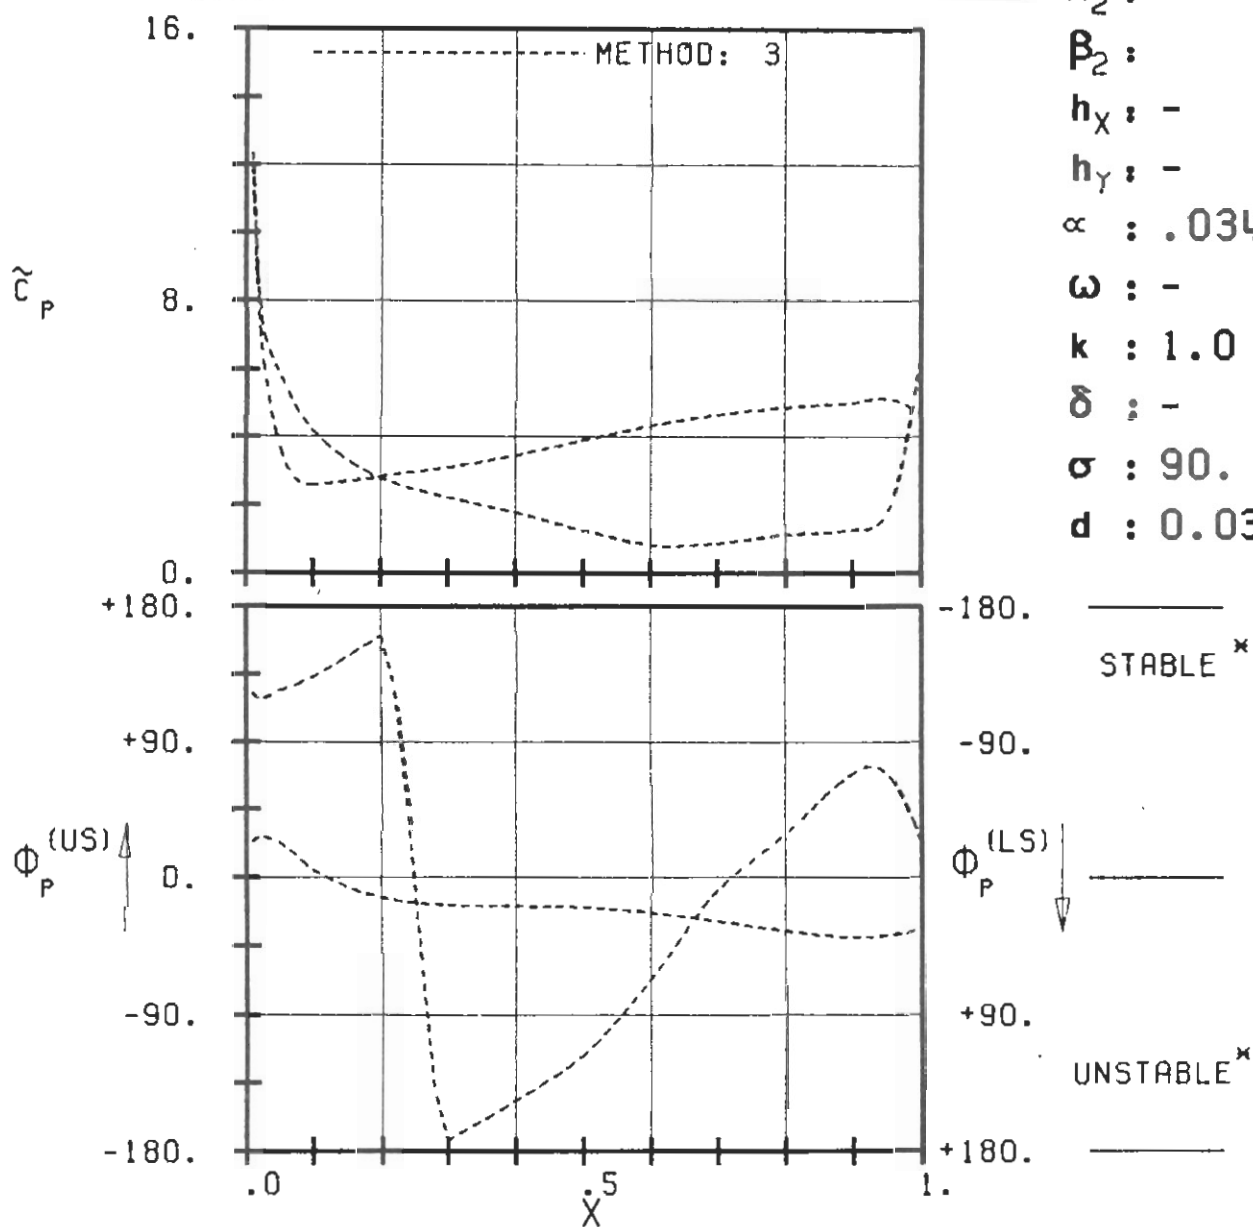 16.
METHOD: 3
8.
0.
c̃ P
+180.
+90.
0.
-90.
-180.
Φ P (US)
-180.
-90.
+90.
+180.
Φ P (LS)
.0
.5
1.
X
β2 :
hX : -
hY : -
∝ : .034
ω : -
k : 1.0
δ : -
σ : 90.
d : 0.03
STABLE *
UNSTABLE *